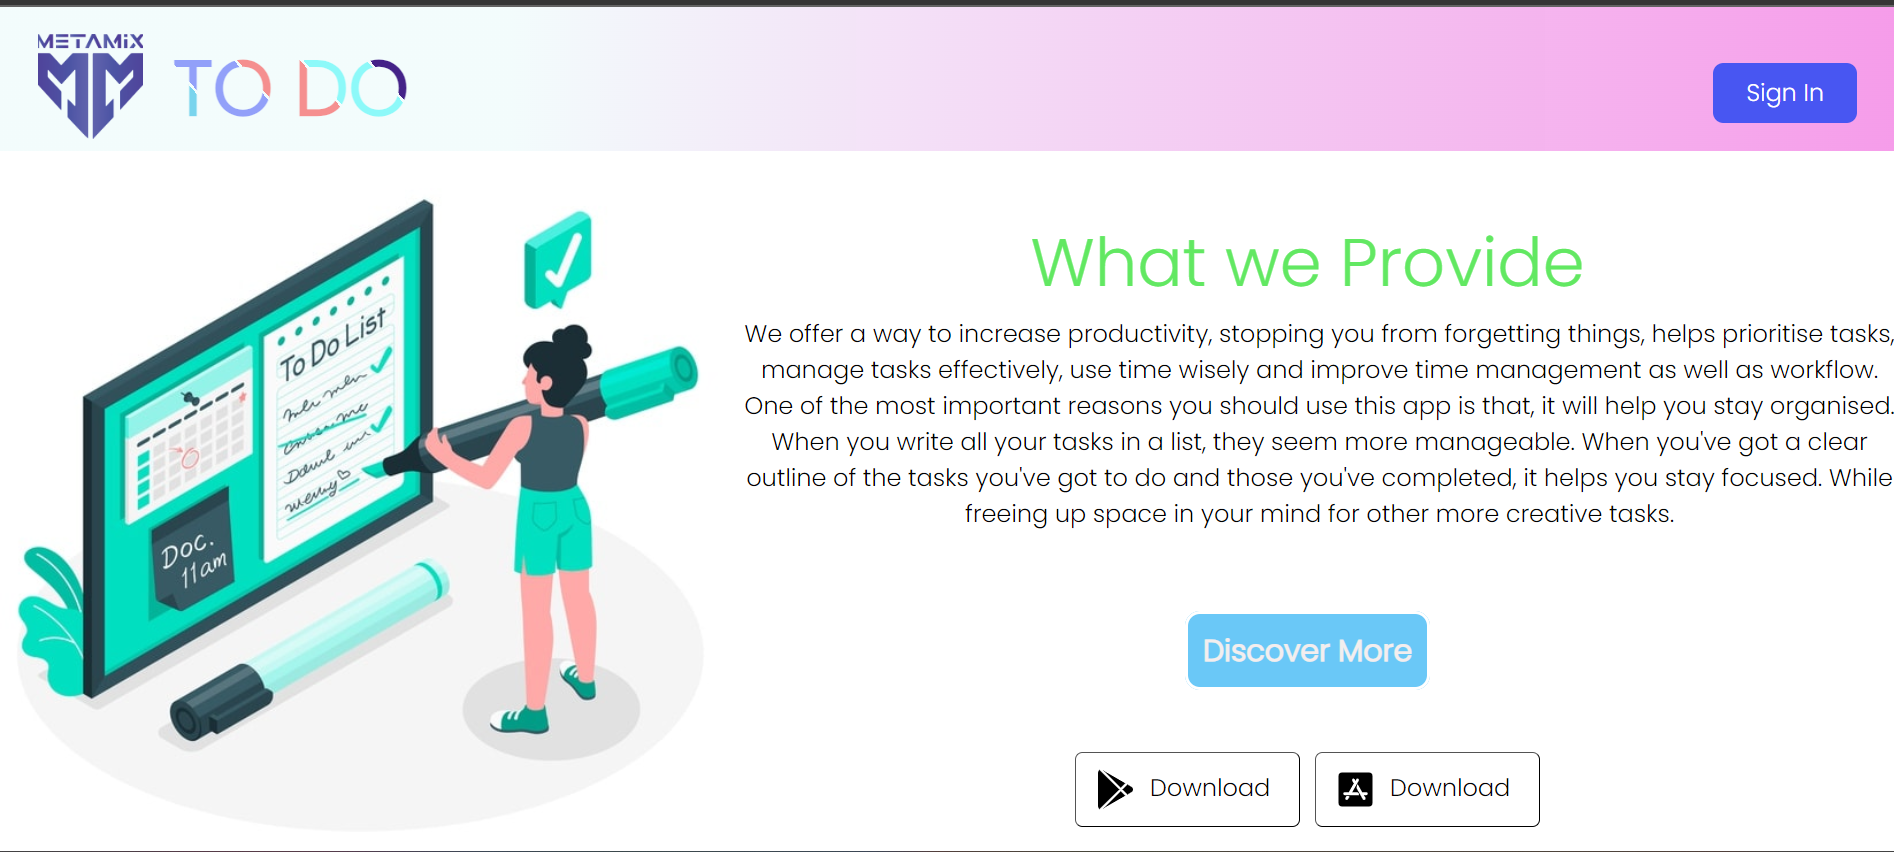 METAMiX
TO DO
Sign In
What we Provide
We offer a way to increase productivity, stopping you from forgetting things, helps prioritise tasks,
manage tasks effectively, use time wisely and improve time management as well as workflow.
One of the most important reasons you should use this app is that, it will help you stay organised.
When you write all your tasks in a list, they seem more manageable. When you've got a clear
outline of the tasks you've got to do and those you've completed, it helps you stay focused. While
freeing up space in your mind for other more creative tasks.
Discover More
Download
Download
To Do List
Doc.
11am